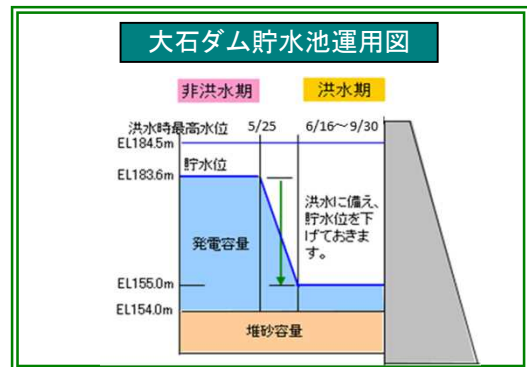 大石ダム貯水池運用図
非洪水期
洪水期
洪水時最高水位
5/25
6/16～9/30
EL184.5m
EL183.6m
貯水位
洪水に備え、
貯水位を下
げておきま
す。
発電容量
EL155.0m
EL154.0m
堆砂容量